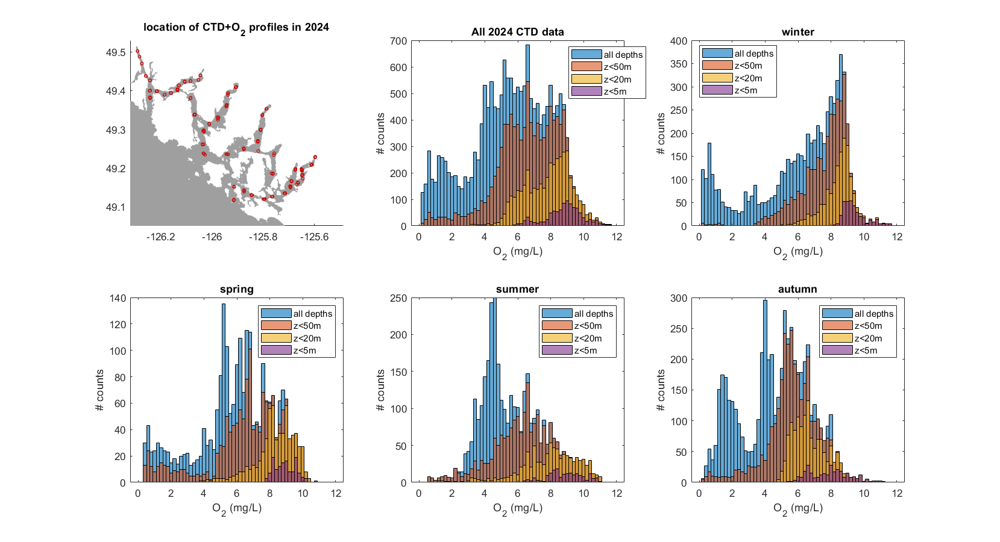 location of CTD+O2 profiles in 2024
49.5
49.4
49.3
49.2
49.1
-126.2
-126
-125.8
-125.6
All 2024 CTD data
700
600
500
400
300
200
100
0
# counts
all depths
z<50m
z<20m
z<5m
0 2 4 6 8 10 12
O2 (mg/L)
winter
400
350
300
250
200
150
100
50
0
# counts
all depths
z<50m
z<20m
z<5m
0 2 4 6 8 10 12
O2 (mg/L)
spring
140
120
100
80
60
40
20
0
# counts
all depths
z<50m
z<20m
z<5m
0 2 4 6 8 10 12
O2 (mg/L)
summer
250
200
150
100
50
0
# counts
all depths
z<50m
z<20m
z<5m
0 2 4 6 8 10 12
O2 (mg/L)
autumn
300
250
200
150
100
50
0
# counts
all depths
z<50m
z<20m
z<5m
0 2 4 6 8 10 12
O2 (mg/L)